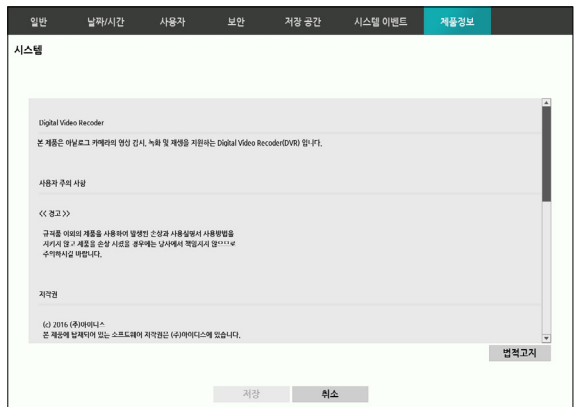 일반 날짜/시간 사용자 보안 저장 공간 시스템 이벤트 제품정보
시스템
Digital Video Recorder
본 제품은 아날로그 카메라의 영상 감시, 녹화 및 재생을 지원하는 Digital Video Recorder(DVR) 입니다.
사용자 주의 사항
<< 경고 >>
규격품 이외의 제품을 사용하여 발생된 손상과 사용설명서 사용방법을
지키지 않고 제품을 손상 시켰을 경우에는 당사에서 책임지지 않으므로
주의하시길 바랍니다.
저작권
(c) 2016 (주)아이디스
본 제품에 탑재되어 있는 소프트웨어 저작권은 (주)아이디스에 있습니다.
법적고지
저장 취소